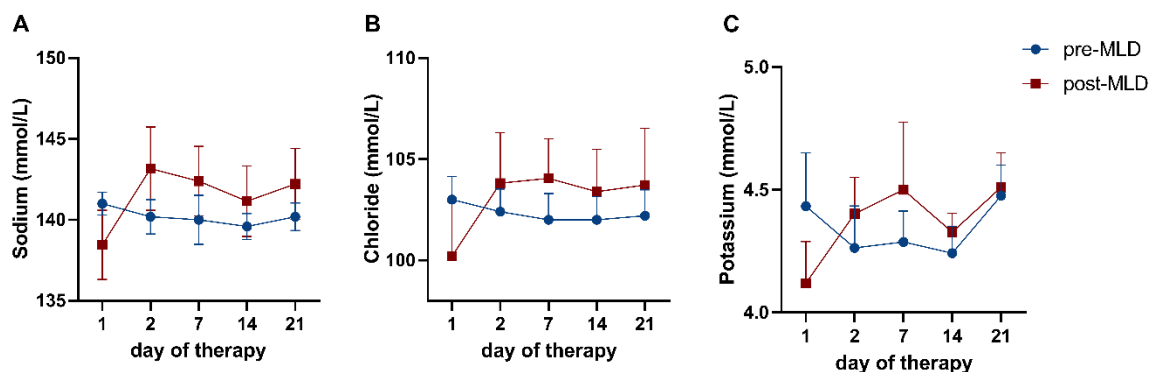 A
B
C
pre-MLD
post-MLD
Sodium (mmol/L)
150
145
140
135
1 2 7 14 21
day of therapy
Chloride (mmol/L)
110
105
100
1 2 7 14 21
day of therapy
Potassium (mmol/L)
5.0
4.5
4.0
1 2 7 14 21
day of therapy